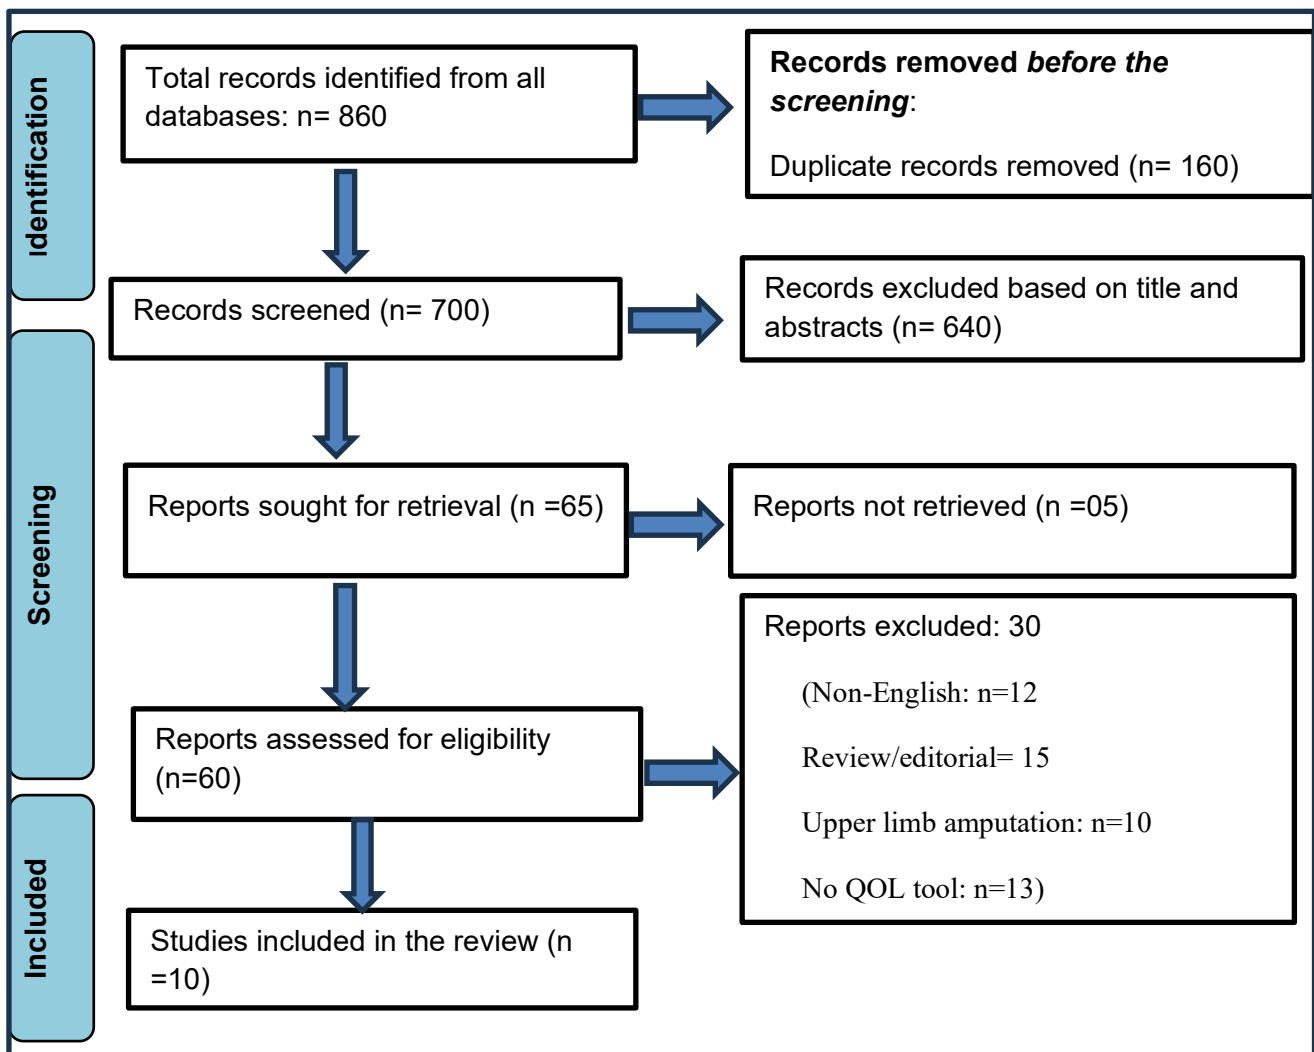 Identification
Total records identified from all
databases: n= 860
Records removed before the
screening:
Duplicate records removed (n= 160)
Records screened (n= 700)
Records excluded based on title and
abstracts (n= 640)
Screening
Reports sought for retrieval (n =65)
Reports not retrieved (n =05)
Reports assessed for eligibility
(n=60)
Reports excluded: 30
(Non-English: n=12
Review/editorial= 15
Upper limb amputation: n=10
No QOL tool: n=13)
Included
Studies included in the review (n
=10)